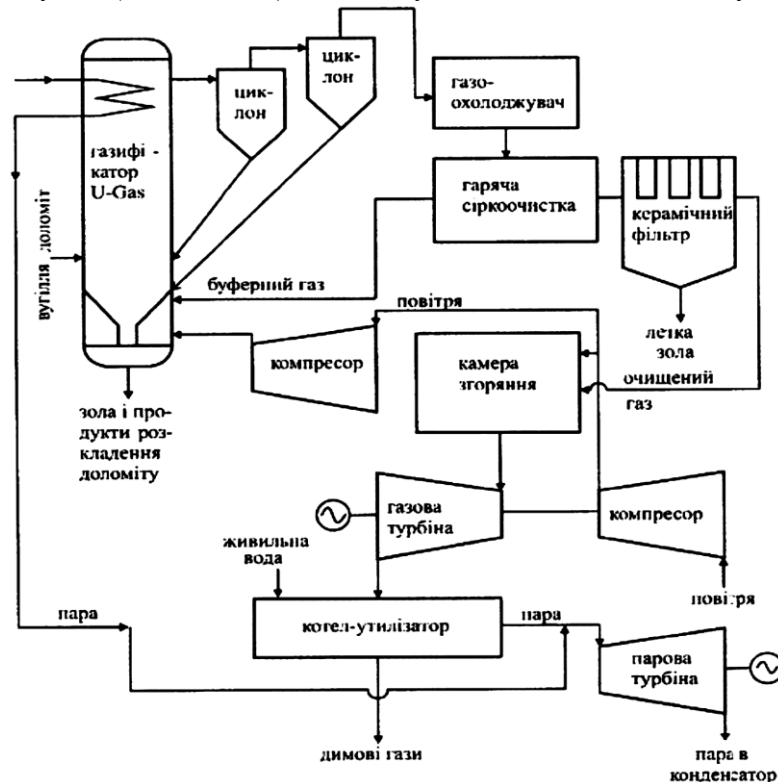 цик-
лон
цик-
лон
газо-
охолоджувач
газифі -
катор
U-Gas
гаряча
сіркоочистка
керамічний
фільтр
вугілля доломіт
буферний газ
повітря
летка
зола
компресор
камера
згоряння
очищений
газ
зола і про-
дукти роз-
кладення
доломіту
газова
турбіна
компресор
живильна
вода
повітря
пара
котел-утилізатор
пара
парова
турбіна
димові гази
пара в
конденсатор